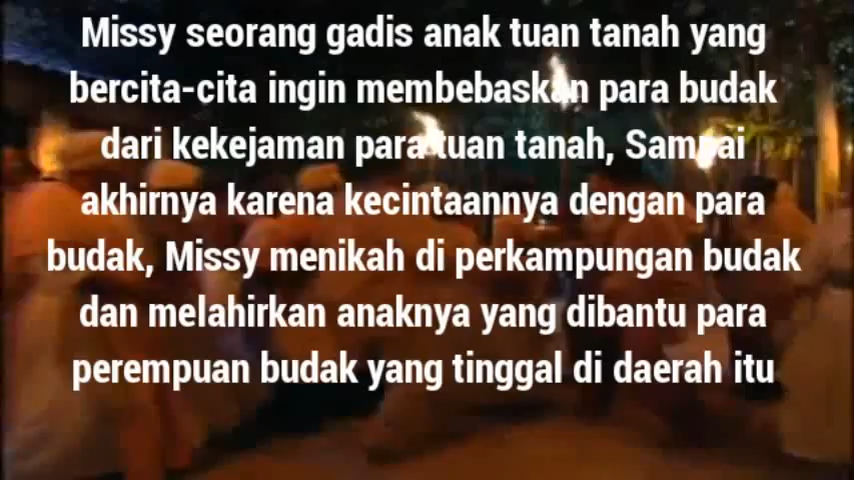 Missy seorang gadis anak tuan tanah yang
bercita-cita ingin membebaskan para budak
dari kekejaman para tuan tanah, Sampai
akhirnya karena kecintaannya dengan para
budak, Missy menikah di perkampungan budak
dan melahirkan anaknya yang dibantu para
perempuan budak yang tinggal di daerah itu